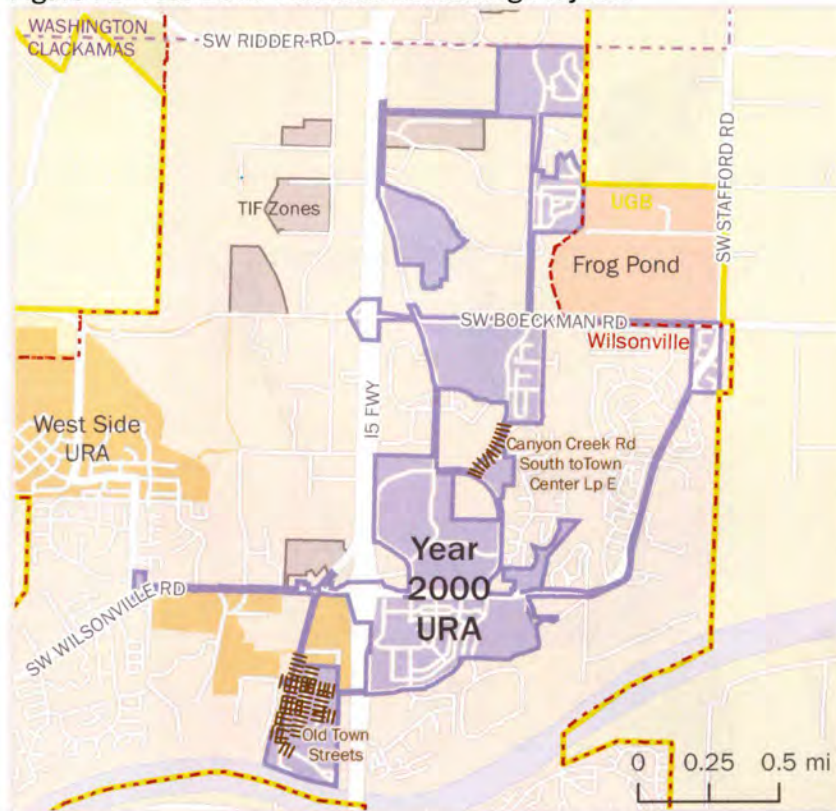 WASHINGTON
CLACKAMAS
SW RIDDER RD
SW STAFFORD RD
TIF Zones
UGB
Frog Pond
SW BOECKMAN RD
Wilsonville
I5 FWY
West Side
URA
Canyon Creek Rd
South to Town
Center Lp E
Year
2000
URA
SW WILSONVILLE RD
Old Town
Streets
0 0.25 0.5 mi